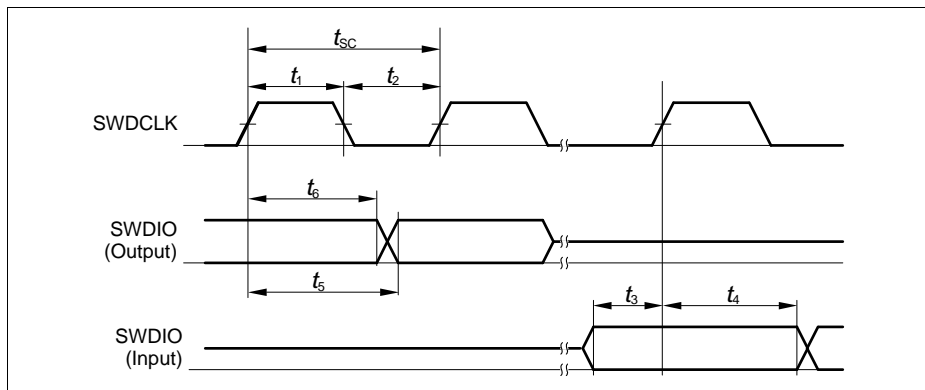 tSC
t1 t2
SWDCLK
t6
SWDIO
(Output)
t5
t3 t4
SWDIO
(Input)